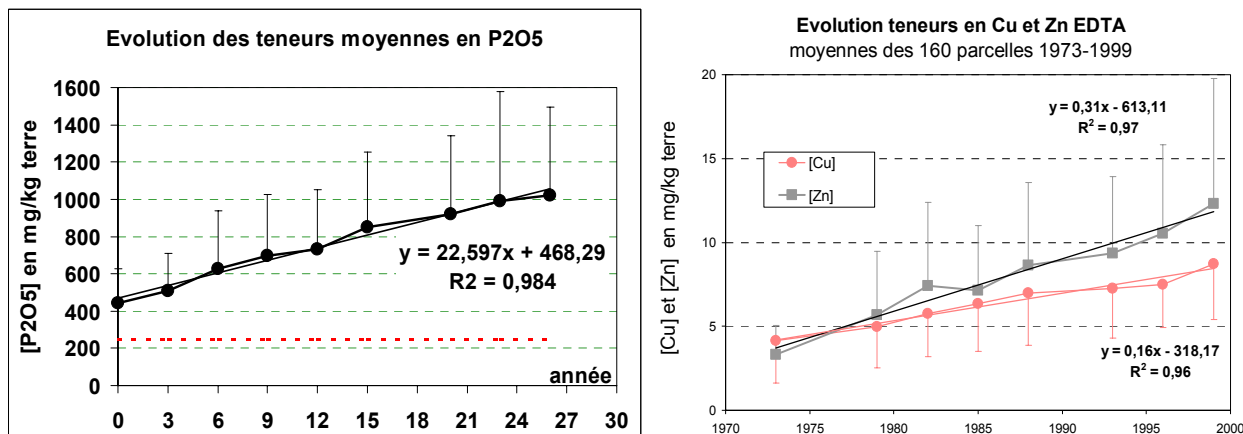 Evolution des teneurs moyennes en P2O5
[P2O5] en mg/kg terre
1600
1400
1200
1000
800
600
400
200
0
y = 22,597x + 468,29
R2 = 0,984
année
0 3 6 9 12 15 18 21 24 27 30
Evolution teneurs en Cu et Zn EDTA
moyennes des 160 parcelles 1973-1999
[Cu] et [Zn] en mg/kg terre
20
15
10
5
0
y = 0,31x - 613,11
R² = 0,97
[Cu]
[Zn]
y = 0,16x - 318,17
R² = 0,96
1970 1975 1980 1985 1990 1995 2000